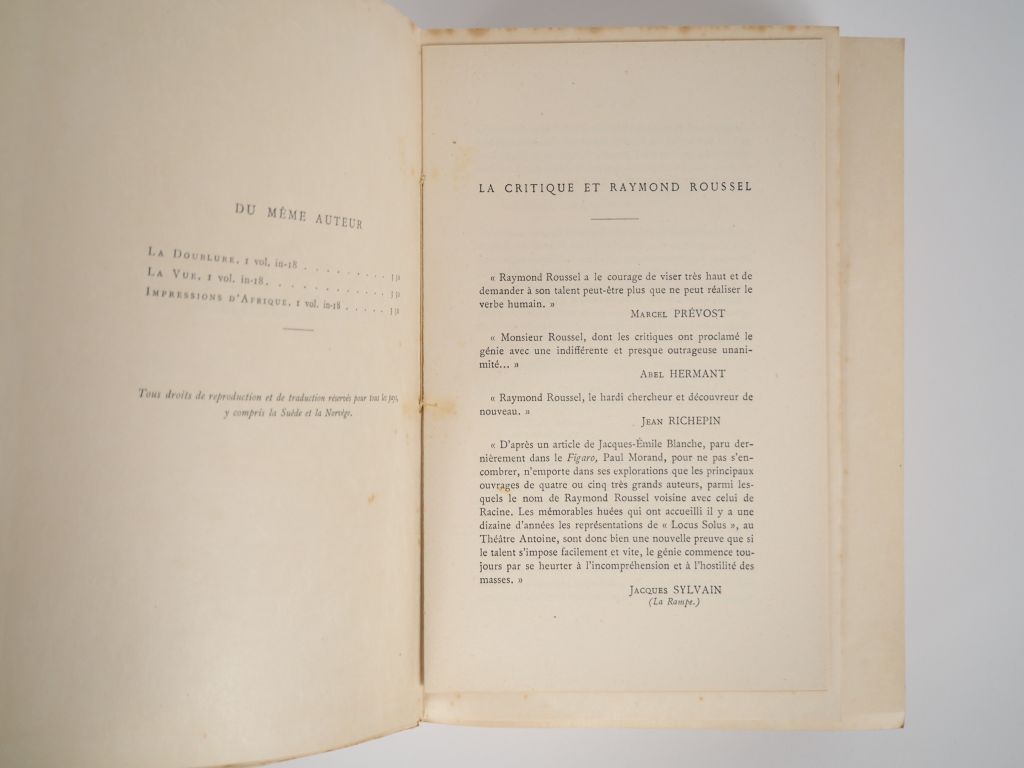 DU MÊME AUTEUR
LA DOUBLURE, 1 vol. in-18 . . . . . . . .
LA VUE, 1 vol. in-18. . . . . . . . . . .
IMPRESSIONS D'AFRIQUE, 1 vol. in-18 . . . . .
Tous droits de reproduction et de traduction réservés pour tous les pays,
y compris la Suède et la Norvège.
LA CRITIQUE ET RAYMOND ROUSSEL
« Raymond Roussel a le courage de viser très haut et de
demander à son talent peut-être plus que ne peut réaliser le
verbe humain. »
MARCEL PRÉVOST
« Monsieur Roussel, dont les critiques ont proclamé le
génie avec une indifférente et presque outrageuse unani-
mité... »
ABEL HERMANT
« Raymond Roussel, le hardi chercheur et découvreur de
nouveau. »
JEAN RICHEPIN
« D'après un article de Jacques-Émile Blanche, paru der-
nièrement dans le Figaro, Paul Morand, pour ne pas s'en-
combrer, n'emporte dans ses explorations que les principaux
ouvrages de quatre ou cinq très grands auteurs, parmi les-
quels le nom de Raymond Roussel voisine avec celui de
Racine. Les mémorables huées qui ont accueilli il y a une
dizaine d'années les représentations de « Locus Solus », au
Théâtre Antoine, sont donc bien une nouvelle preuve que si
le talent s'impose facilement et vite, le génie commence tou-
jours par se heurter à l'incompréhension et à l'hostilité des
masses. »
JACQUES SYLVAIN
(La Rampe.)